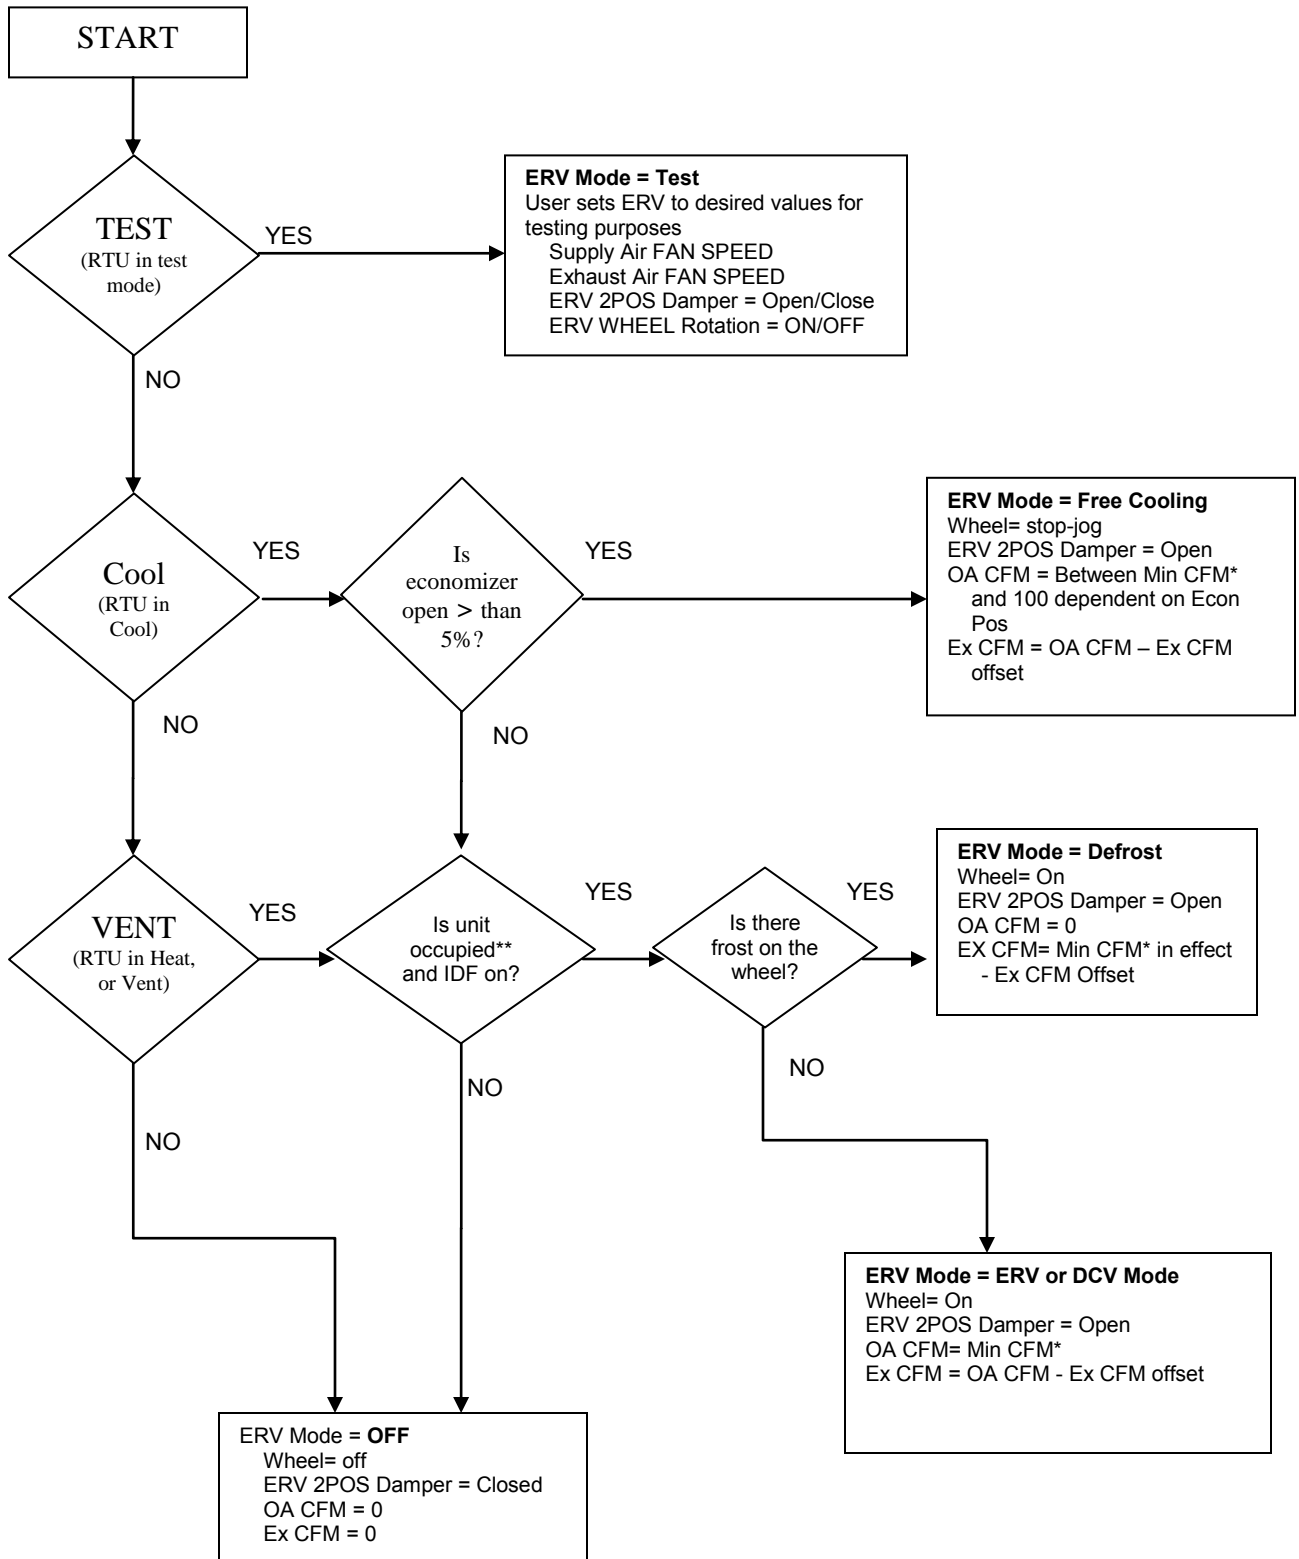 START
TEST
(RTU in test
mode)
YES
ERV Mode = Test
User sets ERV to desired values for
testing purposes
Supply Air FAN SPEED
Exhaust Air FAN SPEED
ERV 2POS Damper = Open/Close
ERV WHEEL Rotation = ON/OFF
NO
Cool
(RTU in
Cool)
YES
Is
economizer
open > than
5%?
YES
ERV Mode = Free Cooling
Wheel= stop-jog
ERV 2POS Damper = Open
OA CFM = Between Min CFM*
and 100 dependent on Econ
Pos
Ex CFM = OA CFM – Ex CFM
offset
NO
NO
VENT
(RTU in Heat,
or Vent)
YES
Is unit
occupied**
and IDF on?
YES
Is there
frost on the
wheel?
YES
ERV Mode = Defrost
Wheel= On
ERV 2POS Damper = Open
OA CFM = 0
EX CFM= Min CFM* in effect
- Ex CFM Offset
NO
NO
NO
ERV Mode = ERV or DCV Mode
Wheel= On
ERV 2POS Damper = Open
OA CFM= Min CFM*
Ex CFM = OA CFM - Ex CFM offset
ERV Mode = OFF
Wheel= off
ERV 2POS Damper = Closed
OA CFM = 0
Ex CFM = 0